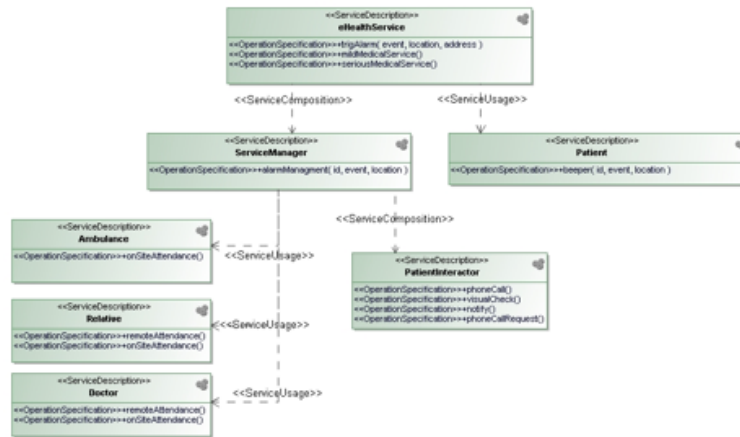 <<ServiceDescription>>
eHealthService
<<OperationSpecification>>+trigAlarm( event, location, address )
<<OperationSpecification>>+mildMedicalService()
<<OperationSpecification>>+seriousMedicalService()
<<ServiceComposition>>
<<ServiceUsage>>
<<ServiceDescription>>
ServiceManager
<<OperationSpecification>>+alarmManagment( id, event, location )
<<ServiceDescription>>
Patient
<<OperationSpecification>>+beeper( id, event, location )
<<ServiceComposition>>
<<ServiceDescription>>
Ambulance
<<OperationSpecification>>+onSiteAttendance()
<<ServiceUsage>>
<<ServiceDescription>>
PatientInteractor
<<OperationSpecification>>+phoneCall()
<<OperationSpecification>>+visualCheck()
<<OperationSpecification>>+notify()
<<OperationSpecification>>+phoneCallRequest()
<<ServiceDescription>>
Relative
<<OperationSpecification>>+remoteAttendance()
<<OperationSpecification>>+onSiteAttendance()
<<ServiceUsage>>
<<ServiceDescription>>
Doctor
<<OperationSpecification>>+remoteAttendance()
<<OperationSpecification>>+onSiteAttendance()
<<ServiceUsage>>